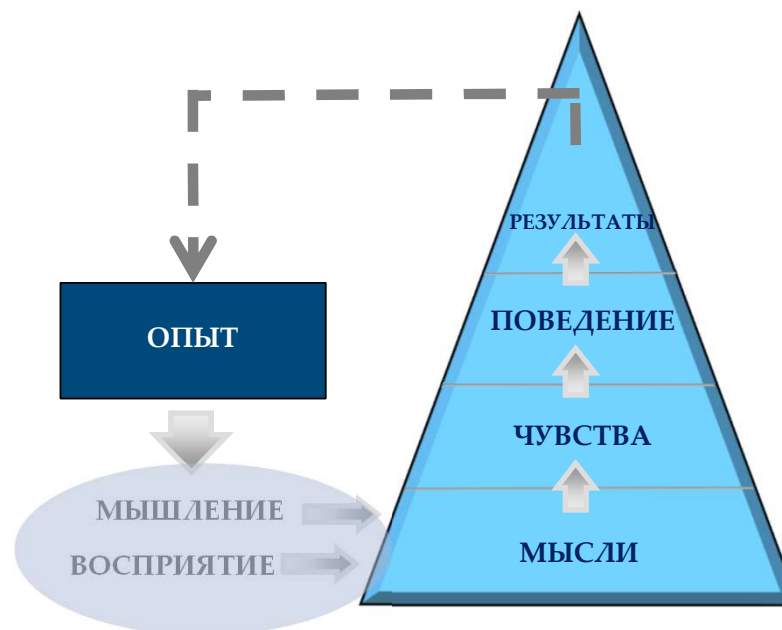 РЕЗУЛЬТАТЫ
ПОВЕДЕНИЕ
ОПЫТ
ЧУВСТВА
МЫШЛЕНИЕ
ВОСПРИЯТИЕ
МЫСЛИ